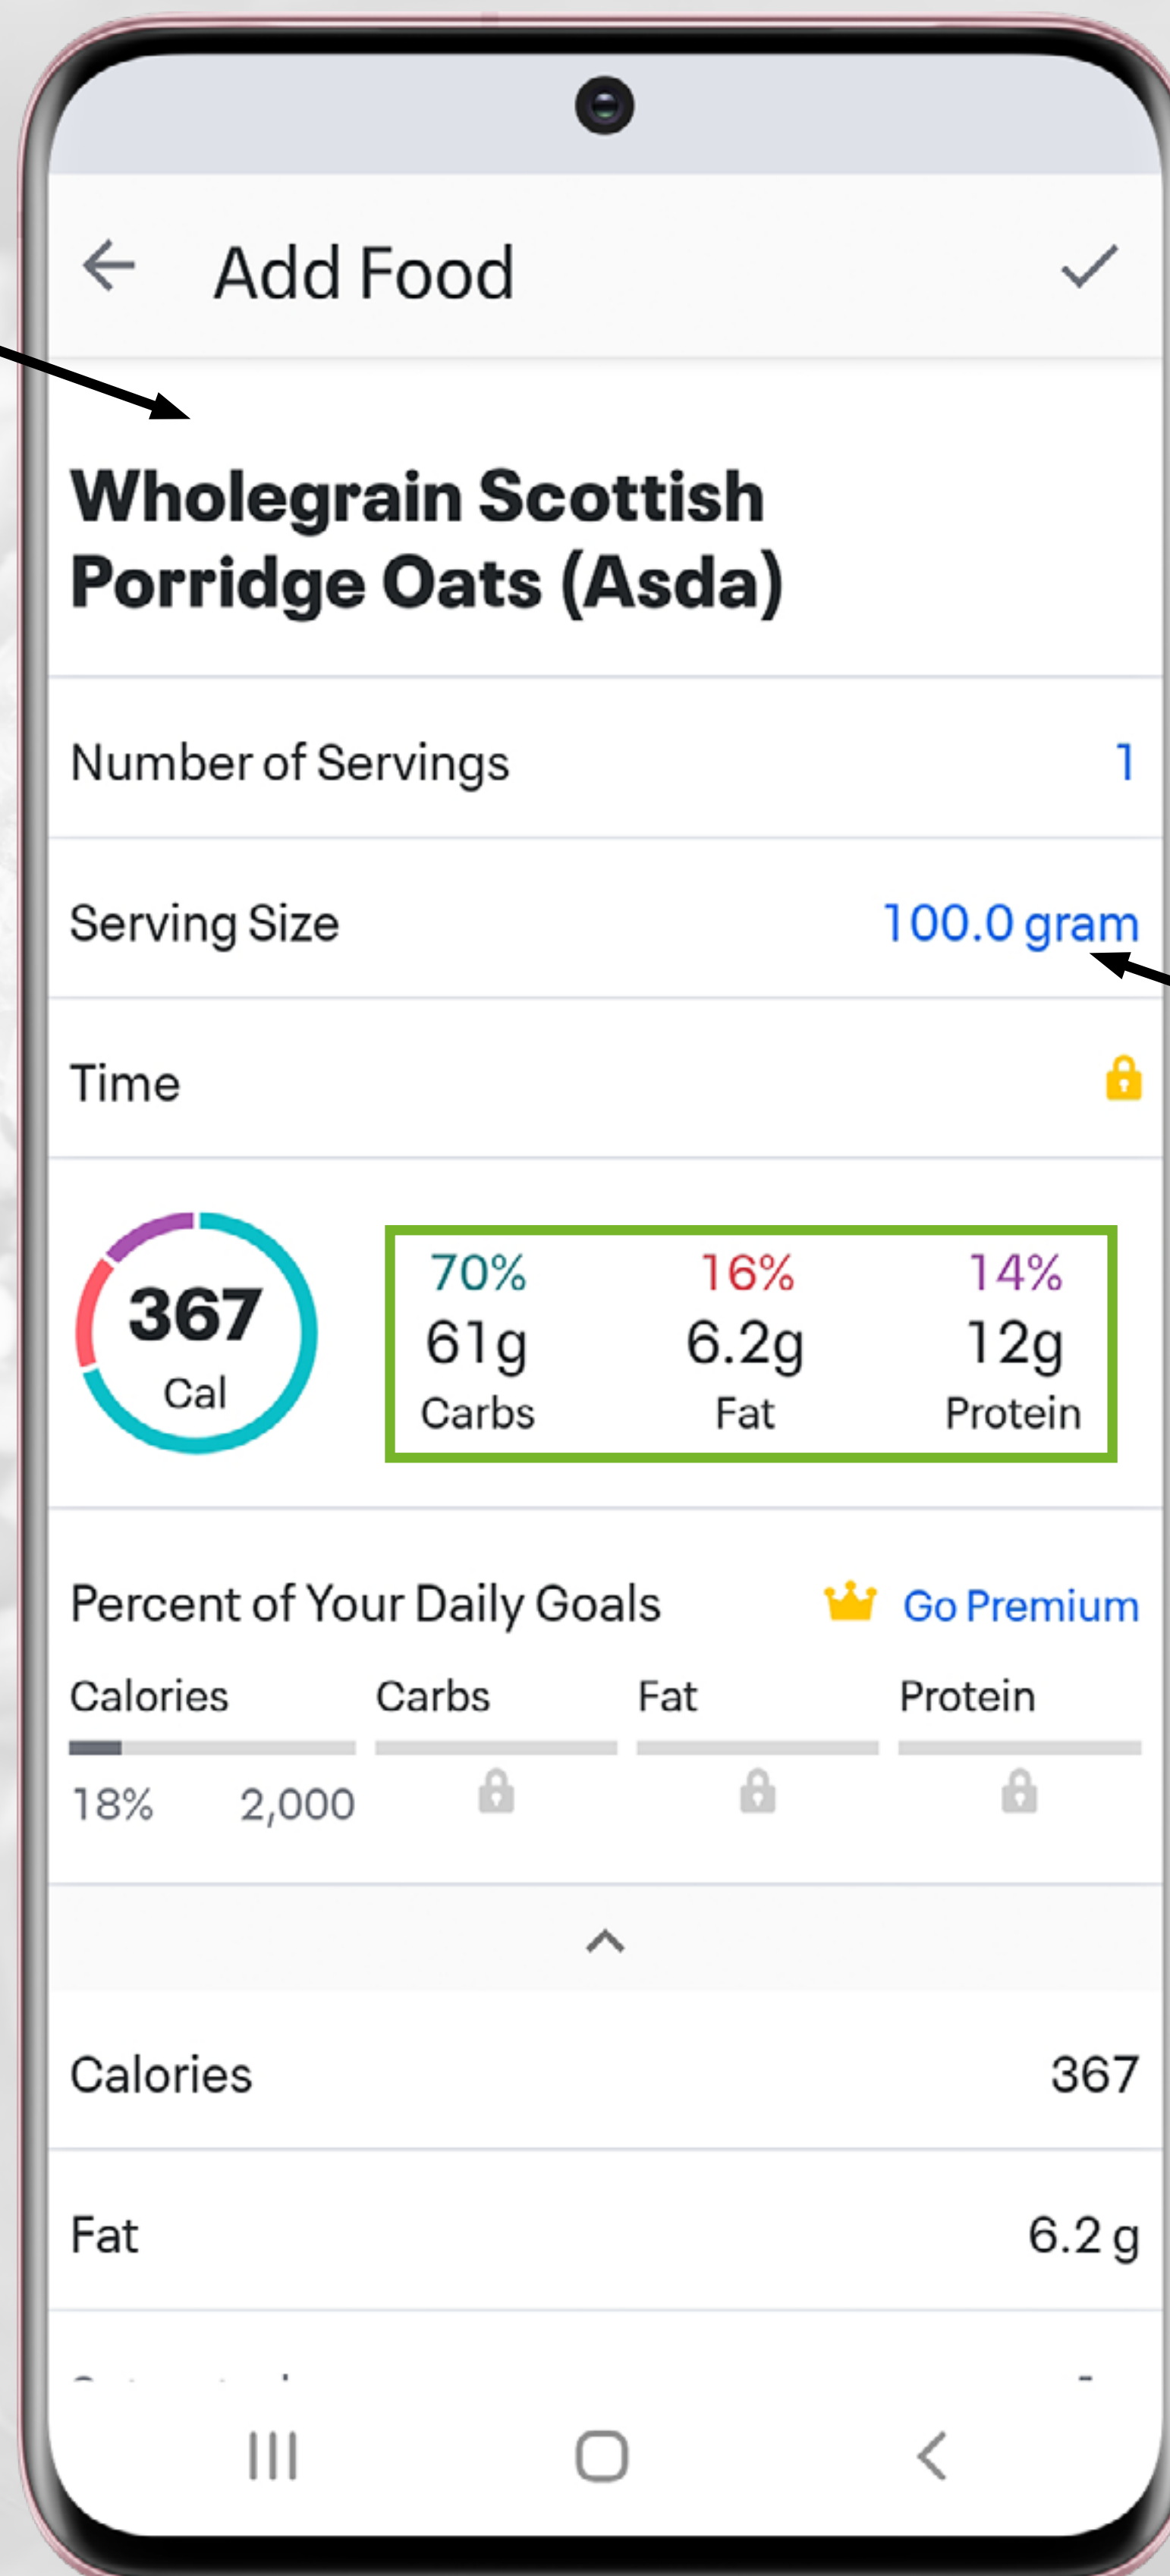 Add Food
Wholegrain Scottish
Porridge Oats (Asda)
Number of Servings 1
Serving Size 100.0 gram
Time
367
Cal
70% 16% 14%
61g 6.2g 12g
Carbs Fat Protein
Percent of Your Daily Goals Go Premium
Calories Carbs Fat Protein
18% 2,000
Calories 367
Fat 6.2 g